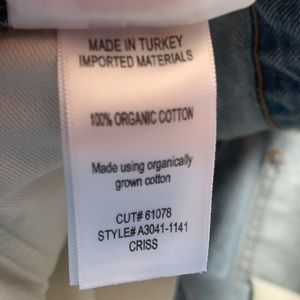 MADE IN TURKEY
IMPORTED MATERIALS
100% ORGANIC COTTON
Made using organically
grown cotton
CUT# 61078
STYLE# A3041-1141
CRISS